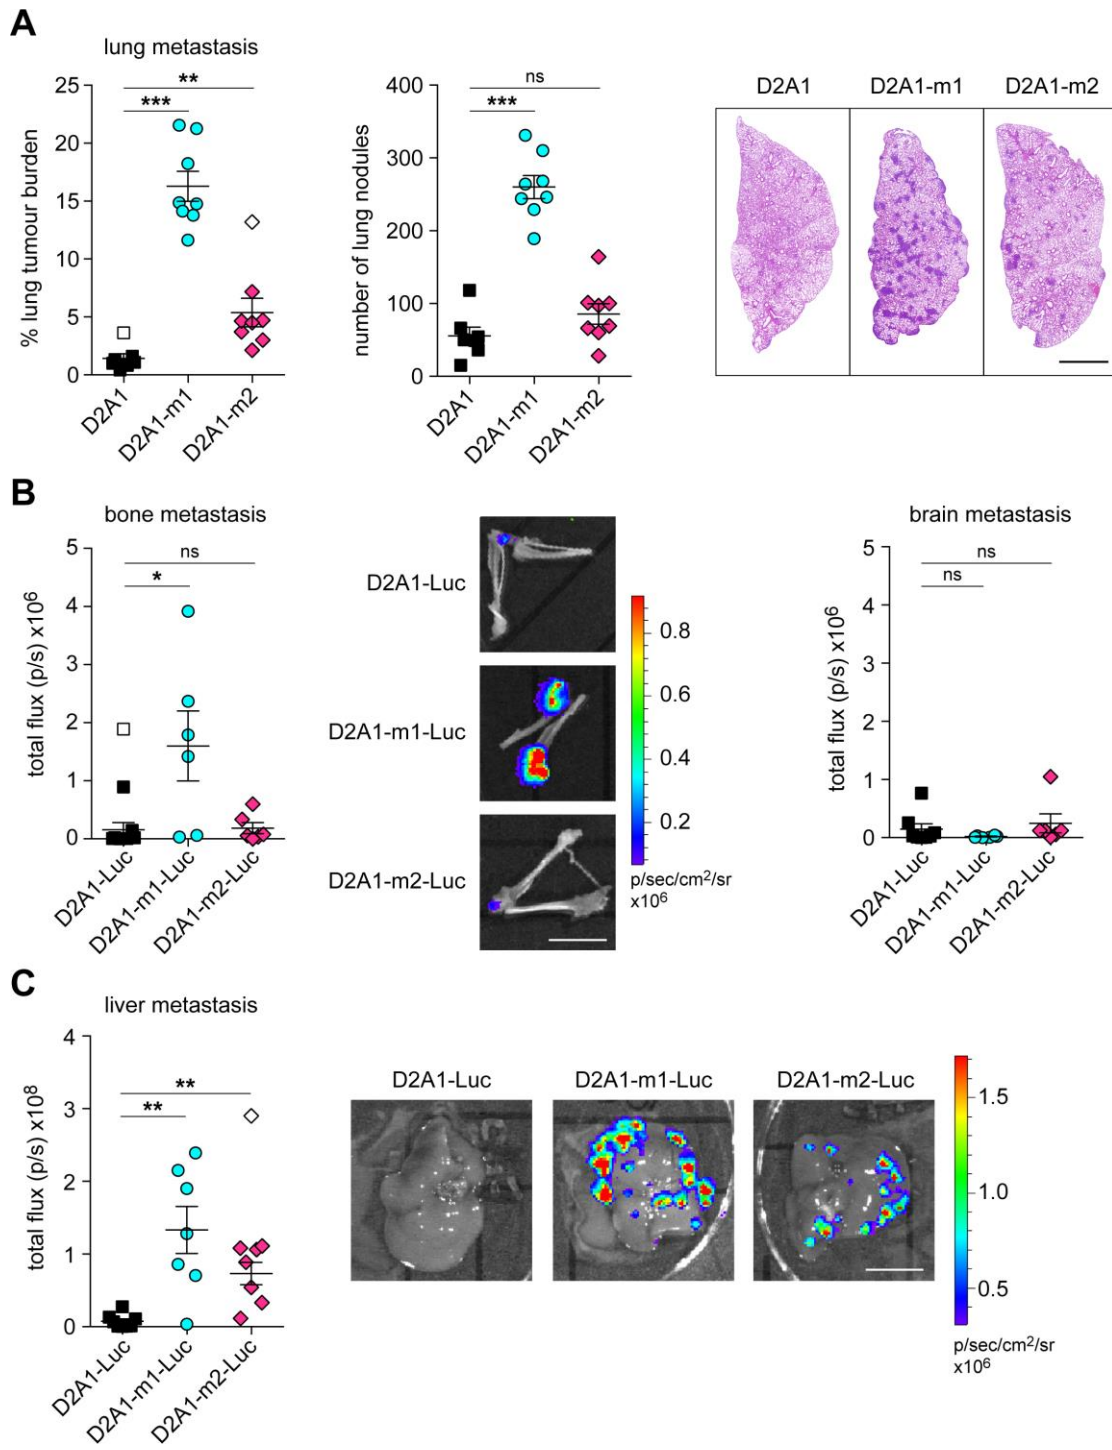 A
lung metastasis
% lung tumour burden
25
20
15
10
5
0
***
**
D2A1
D2A1-m1
D2A1-m2
number of lung nodules
400
300
200
100
0
***
ns
D2A1
D2A1-m1
D2A1-m2
D2A1
D2A1-m1
D2A1-m2
B
bone metastasis
total flux (p/s) x10⁶
5
4
3
2
1
0
ns
*
D2A1-Luc
D2A1-m1-Luc
D2A1-m2-Luc
D2A1-Luc
D2A1-m1-Luc
D2A1-m2-Luc
0.8
0.6
0.4
0.2
p/sec/cm²/sr
x10⁶
brain metastasis
total flux (p/s) x10⁶
5
4
3
2
1
0
ns
ns
D2A1-Luc
D2A1-m1-Luc
D2A1-m2-Luc
C
liver metastasis
total flux (p/s) x10⁸
4
3
2
1
0
**
**
D2A1-Luc
D2A1-m1-Luc
D2A1-m2-Luc
D2A1-Luc
D2A1-m1-Luc
D2A1-m2-Luc
1.5
1.0
0.5
p/sec/cm²/sr
x10⁶